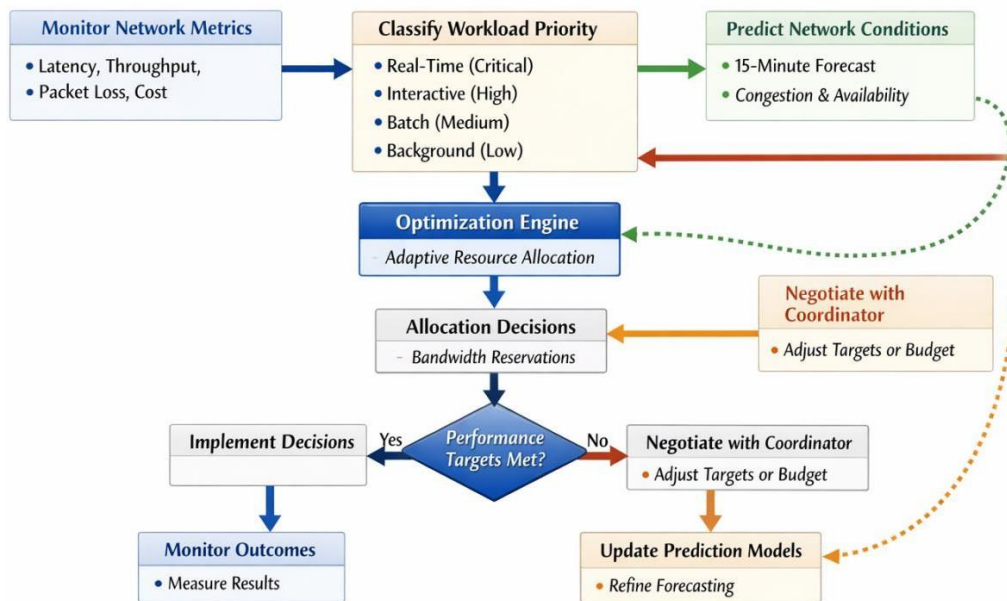 Monitor Network Metrics
• Latency, Throughput,
• Packet Loss, Cost
Classify Workload Priority
• Real-Time (Critical)
• Interactive (High)
• Batch (Medium)
• Background (Low)
Predict Network Conditions
• 15-Minute Forecast
• Congestion & Availability
Optimization Engine
- Adaptive Resource Allocation
Negotiate with
Coordinator
• Adjust Targets or Budget
Allocation Decisions
- Bandwidth Reservations
Performance
Targets Met?
Yes
No
Implement Decisions
Negotiate with Coordinator
• Adjust Targets or Budget
Monitor Outcomes
• Measure Results
Update Prediction Models
• Refine Forecasting